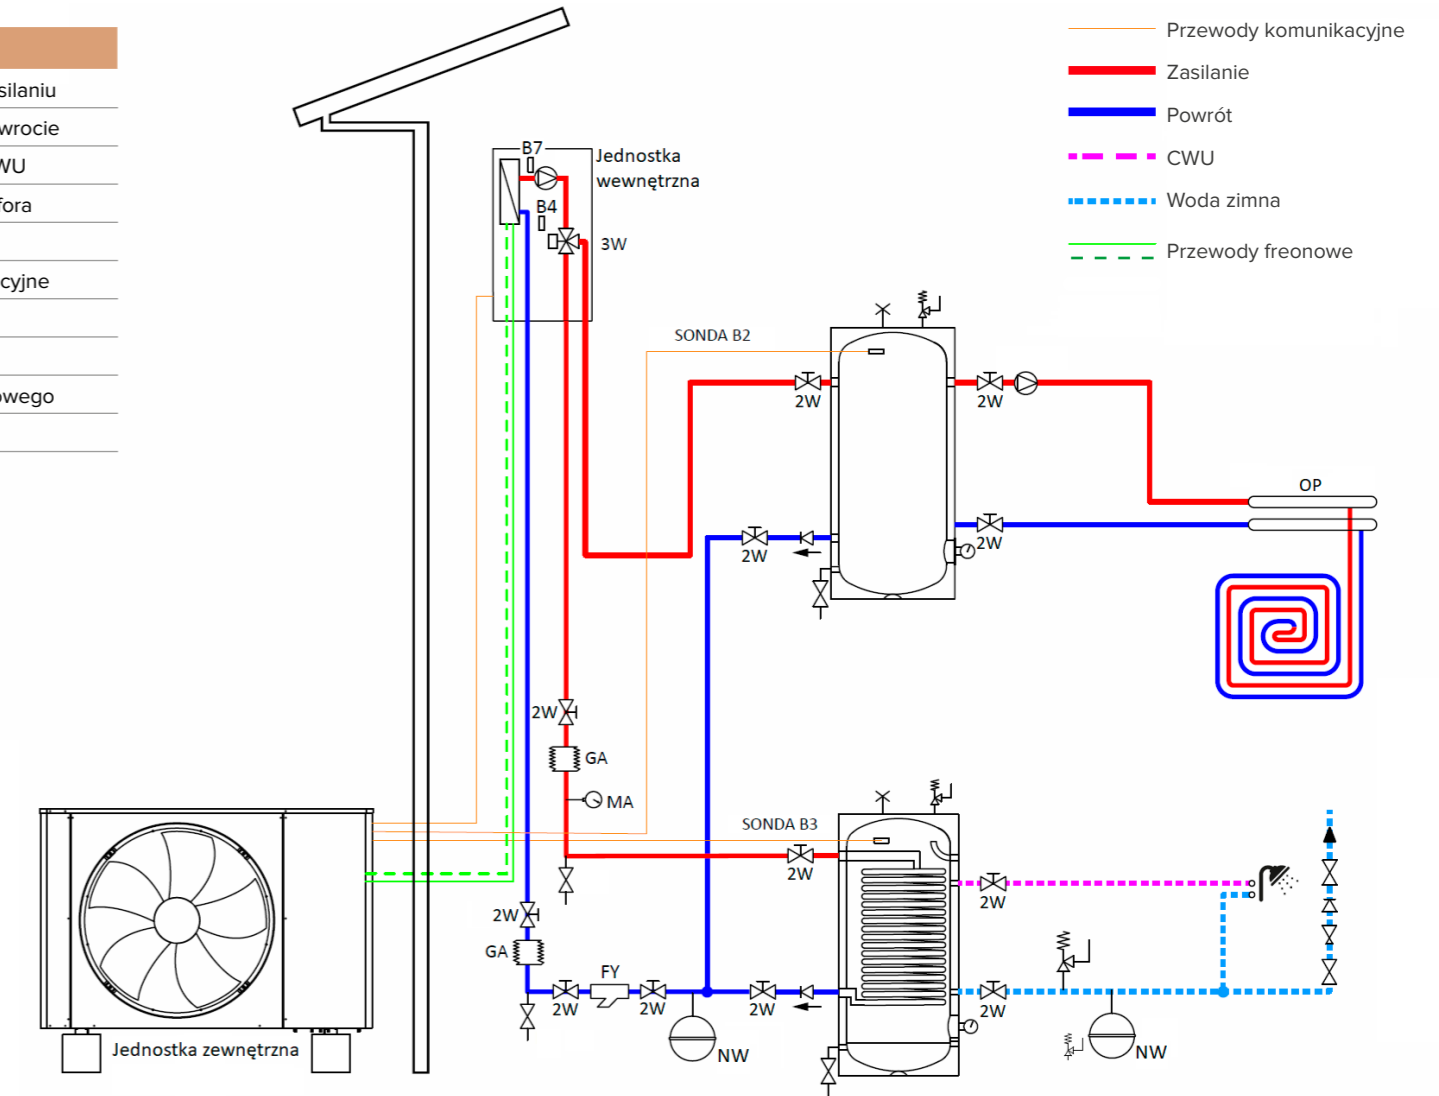 silaniu
wrocie
WU
fora
cyjne
owego
Przewody komunikacyjne
Zasilanie
Powrót
CWU
Woda zimna
Przewody freonowe
B7
Jednostka
wewnętrzna
B4
3W
SONDA B2
2W
2W
OP
2W
2W
2W
GA
MA
SONDA B3
2W
2W
2W
GA
FY
2W
2W
2W
2W
NW
NW
Jednostka zewnętrzna